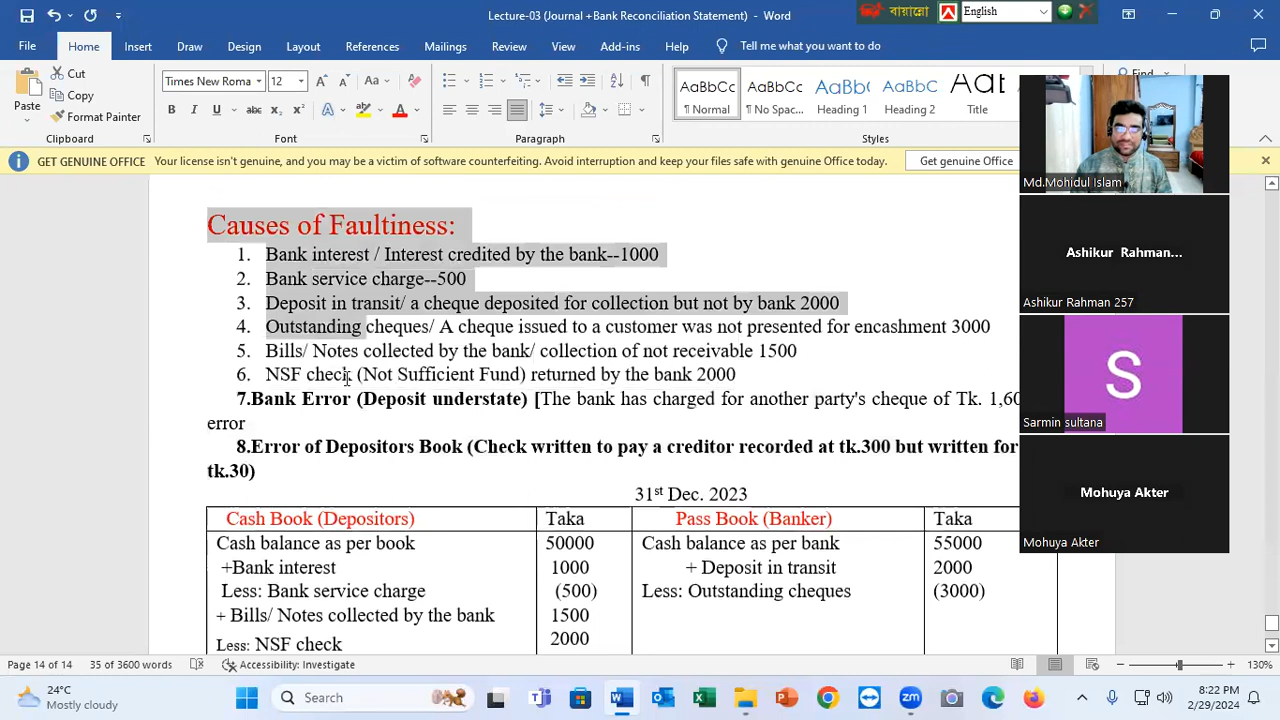 Lecture-03 (Journal +Bank Reconciliation Statement) - Word
বায়ান্নো English
File Home Insert Draw Design Layout References Mailings Review View Add-ins Help Tell me what you want to do
Paste
Cut
Copy
Format Painter
Clipboard
Times New Roma 12
B I U abc
Font
Paragraph
AaBbCc AaBbCc AaBbC AaBbCc AaI
¶ Normal ¶ No Spac... Heading 1 Heading 2 Title
Styles
Find
GET GENUINE OFFICE Your license isn't genuine, and you may be a victim of software counterfeiting. Avoid interruption and keep your files safe with genuine Office today. Get genuine Office
Causes of Faultiness:
1. Bank interest / Interest credited by the bank--1000
2. Bank service charge--500
3. Deposit in transit/ a cheque deposited for collection but not by bank 2000
4. Outstanding cheques/ A cheque issued to a customer was not presented for encashment 3000
5. Bills/ Notes collected by the bank/ collection of not receivable 1500
6. NSF check (Not Sufficient Fund) returned by the bank 2000
7.Bank Error (Deposit understate) [The bank has charged for another party's cheque of Tk. 1,60
error
8.Error of Depositors Book (Check written to pay a creditor recorded at tk.300 but written for
tk.30)
31st Dec. 2023
Cash Book (Depositors) Taka Pass Book (Banker) Taka
Cash balance as per book 50000 Cash balance as per bank 55000
+Bank interest 1000 + Deposit in transit 2000
Less: Bank service charge (500) Less: Outstanding cheques (3000)
+ Bills/ Notes collected by the bank 1500
Less: NSF check 2000
Md.Mohidul Islam
Ashikur Rahman...
Ashikur Rahman 257
S
Sarmin sultana
Mohuya Akter
Mohuya Akter
Page 14 of 14 35 of 3600 words Accessibility: Investigate 130%
24°C
Mostly cloudy
Search
8:22 PM
2/29/2024